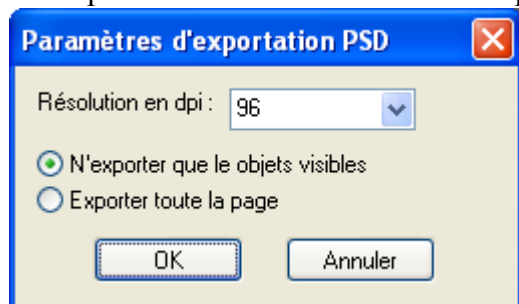 Paramètres d'exportation PSD
Résolution en dpi : 96
N'exporter que le objets visibles
Exporter toute la page
OK Annuler